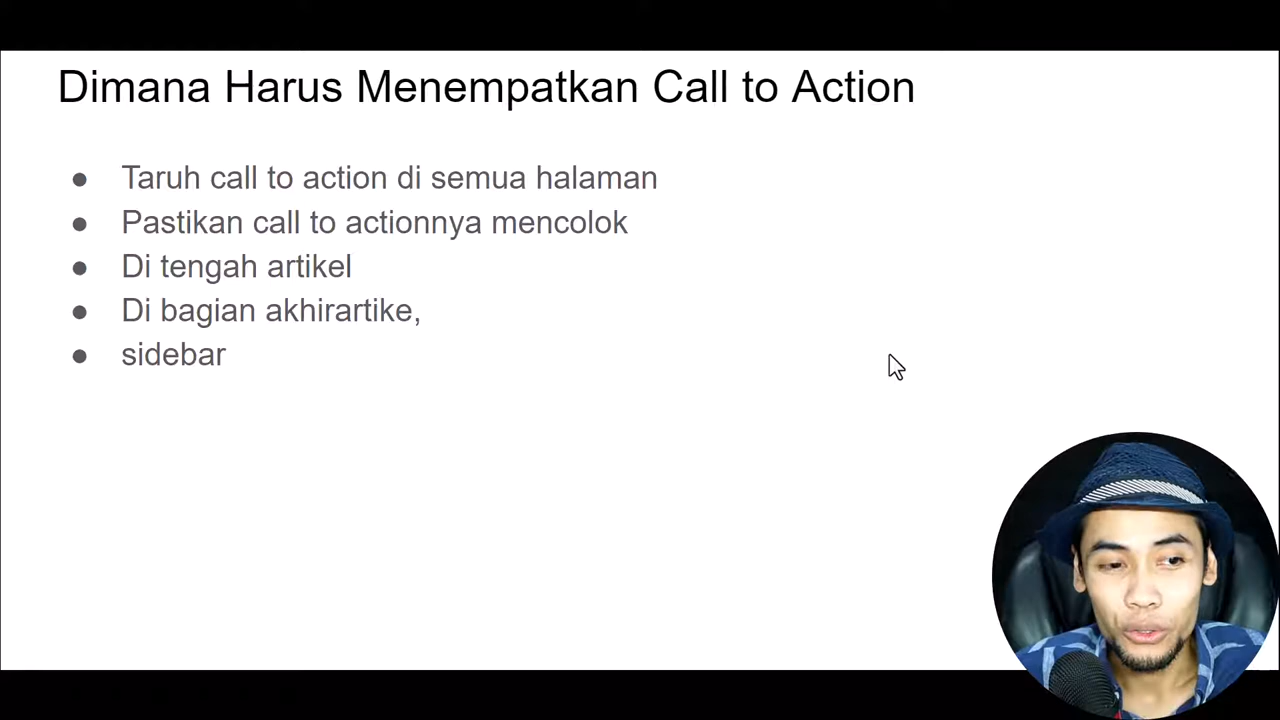 Dimana Harus Menempatkan Call to Action
● Taruh call to action di semua halaman
● Pastikan call to actionnya mencolok
● Di tengah artikel
● Di bagian akhirartike,
● sidebar